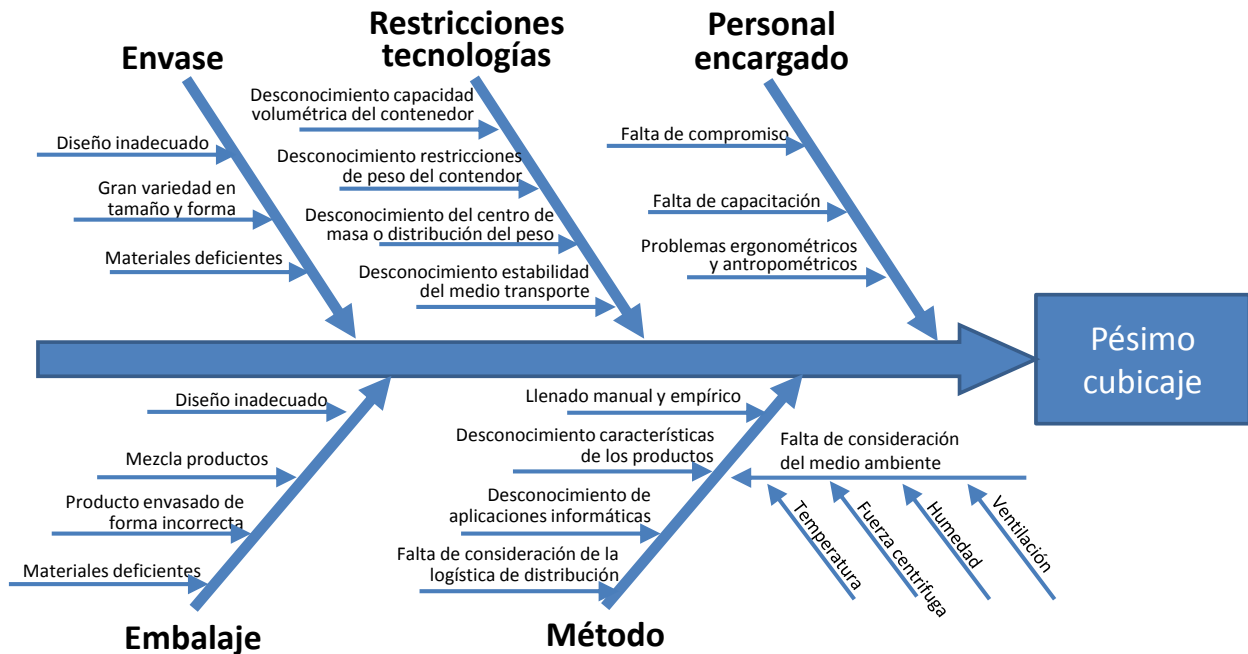 Envase
Restricciones
tecnologías
Personal
encargado
Diseño inadecuado
Gran variedad en
tamaño y forma
Materiales deficientes
Desconocimiento capacidad
volumétrica del contenedor
Desconocimiento restricciones
de peso del contendor
Desconocimiento del centro de
masa o distribución del peso
Desconocimiento estabilidad
del medio transporte
Falta de compromiso
Falta de capacitación
Problemas ergonométricos
y antropométricos
Pésimo
cubicaje
Diseño inadecuado
Mezcla productos
Producto envasado de
forma incorrecta
Materiales deficientes
Embalaje
Llenado manual y empírico
Desconocimiento características
de los productos
Desconocimiento de
aplicaciones informáticas
Falta de consideración de la
logística de distribución
Método
Falta de consideración
del medio ambiente
Temperatura
Fuerza centrifuga
Humedad
Ventilación